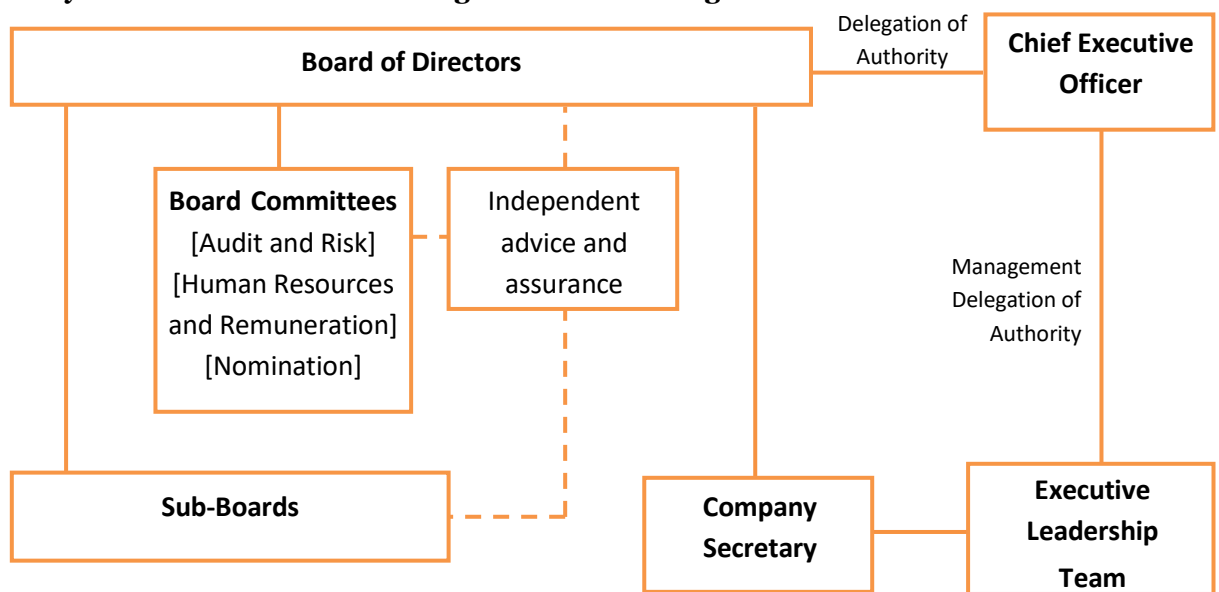 Board of Directors
Delegation of
Authority
Chief Executive
Officer
Board Committees
[Audit and Risk]
[Human Resources
and Remuneration]
[Nomination]
Independent
advice and
assurance
Management
Delegation of
Authority
Sub-Boards
Company
Secretary
Executive
Leadership
Team